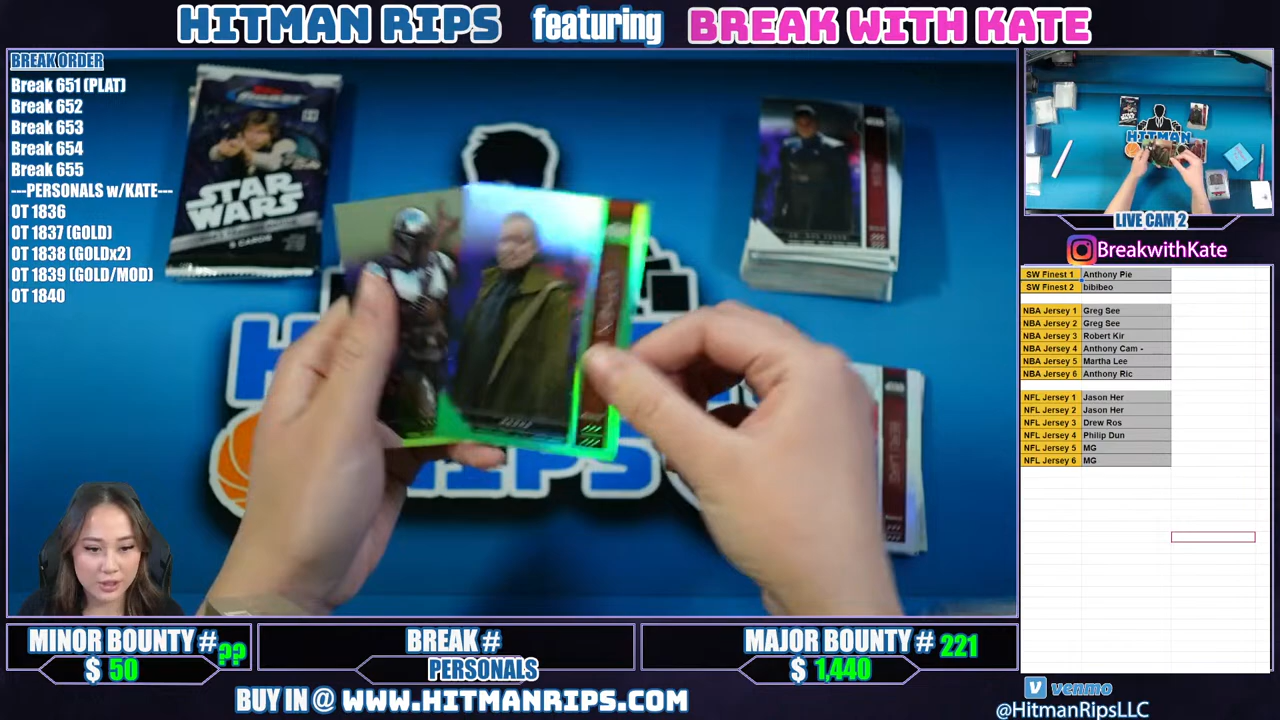 HITMAN RIPS featuring BREAK WITH KATE
BREAK ORDER
Break 651 (PLAT)
Break 652
Break 653
Break 654
Break 655
---PERSONALS w/KATE---
OT 1836
OT 1837 (GOLD)
OT 1838 (GOLDx2)
OT 1839 (GOLD/MOD)
OT 1840
STAR
WARS
HITMAN
LIVE CAM 2
BreakwithKate
SW Finest 1 Anthony Pie
SW Finest 2 bibibeo
NBA Jersey 1 Greg See
NBA Jersey 2 Greg See
NBA Jersey 3 Robert Kir
NBA Jersey 4 Anthony Cam -
NBA Jersey 5 Martha Lee
NBA Jersey 6 Anthony Ric
NFL Jersey 1 Jason Her
NFL Jersey 2 Jason Her
NFL Jersey 3 Drew Ros
NFL Jersey 4 Philip Dun
NFL Jersey 5 MG
NFL Jersey 6 MG
RIPS
MINOR BOUNTY # ??
$ 50
BREAK #
PERSONALS
MAJOR BOUNTY # 221
$ 1,440
BUY IN @ WWW.HITMANRIPS.COM
venmo
@HitmanRipsLLC